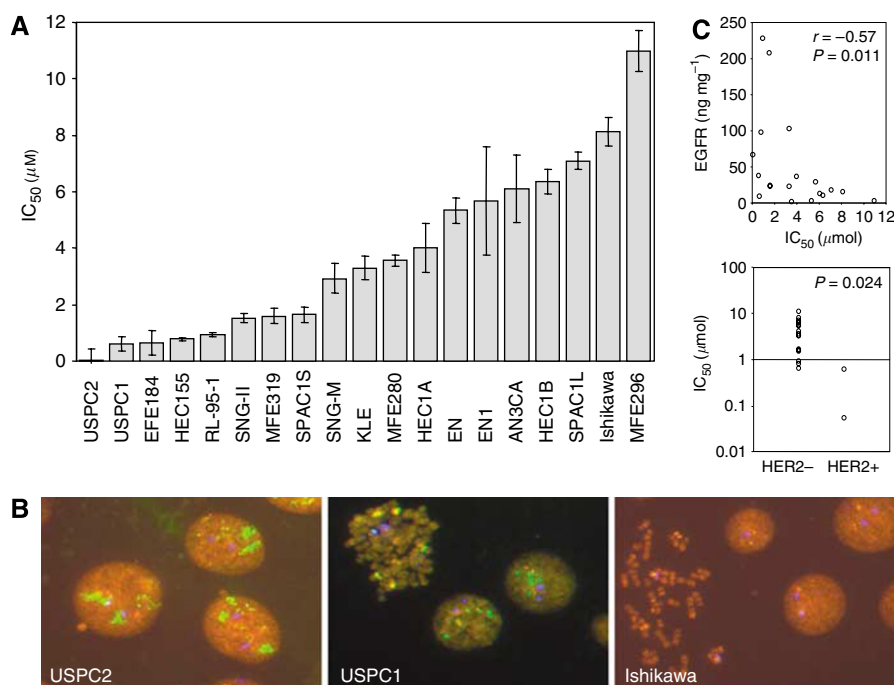 A
12
10
8
6
4
2
0
IC50 (μM)
USPC2
USPC1
EFE184
HEC155
RL-95-1
SNG-II
MFE319
SPAC1S
SNG-M
KLE
MFE280
HEC1A
EN
EN1
AN3CA
HEC1B
SPAC1L
Ishikawa
MFE296
C
r = −0.57
P = 0.011
250
200
150
100
50
0
EGFR (ng mg−1)
0 2 4 6 8 10 12
IC50 (μmol)
P = 0.024
100
10
1
0.1
0.01
IC50 (μmol)
HER2− HER2+
B
USPC2
USPC1
Ishikawa